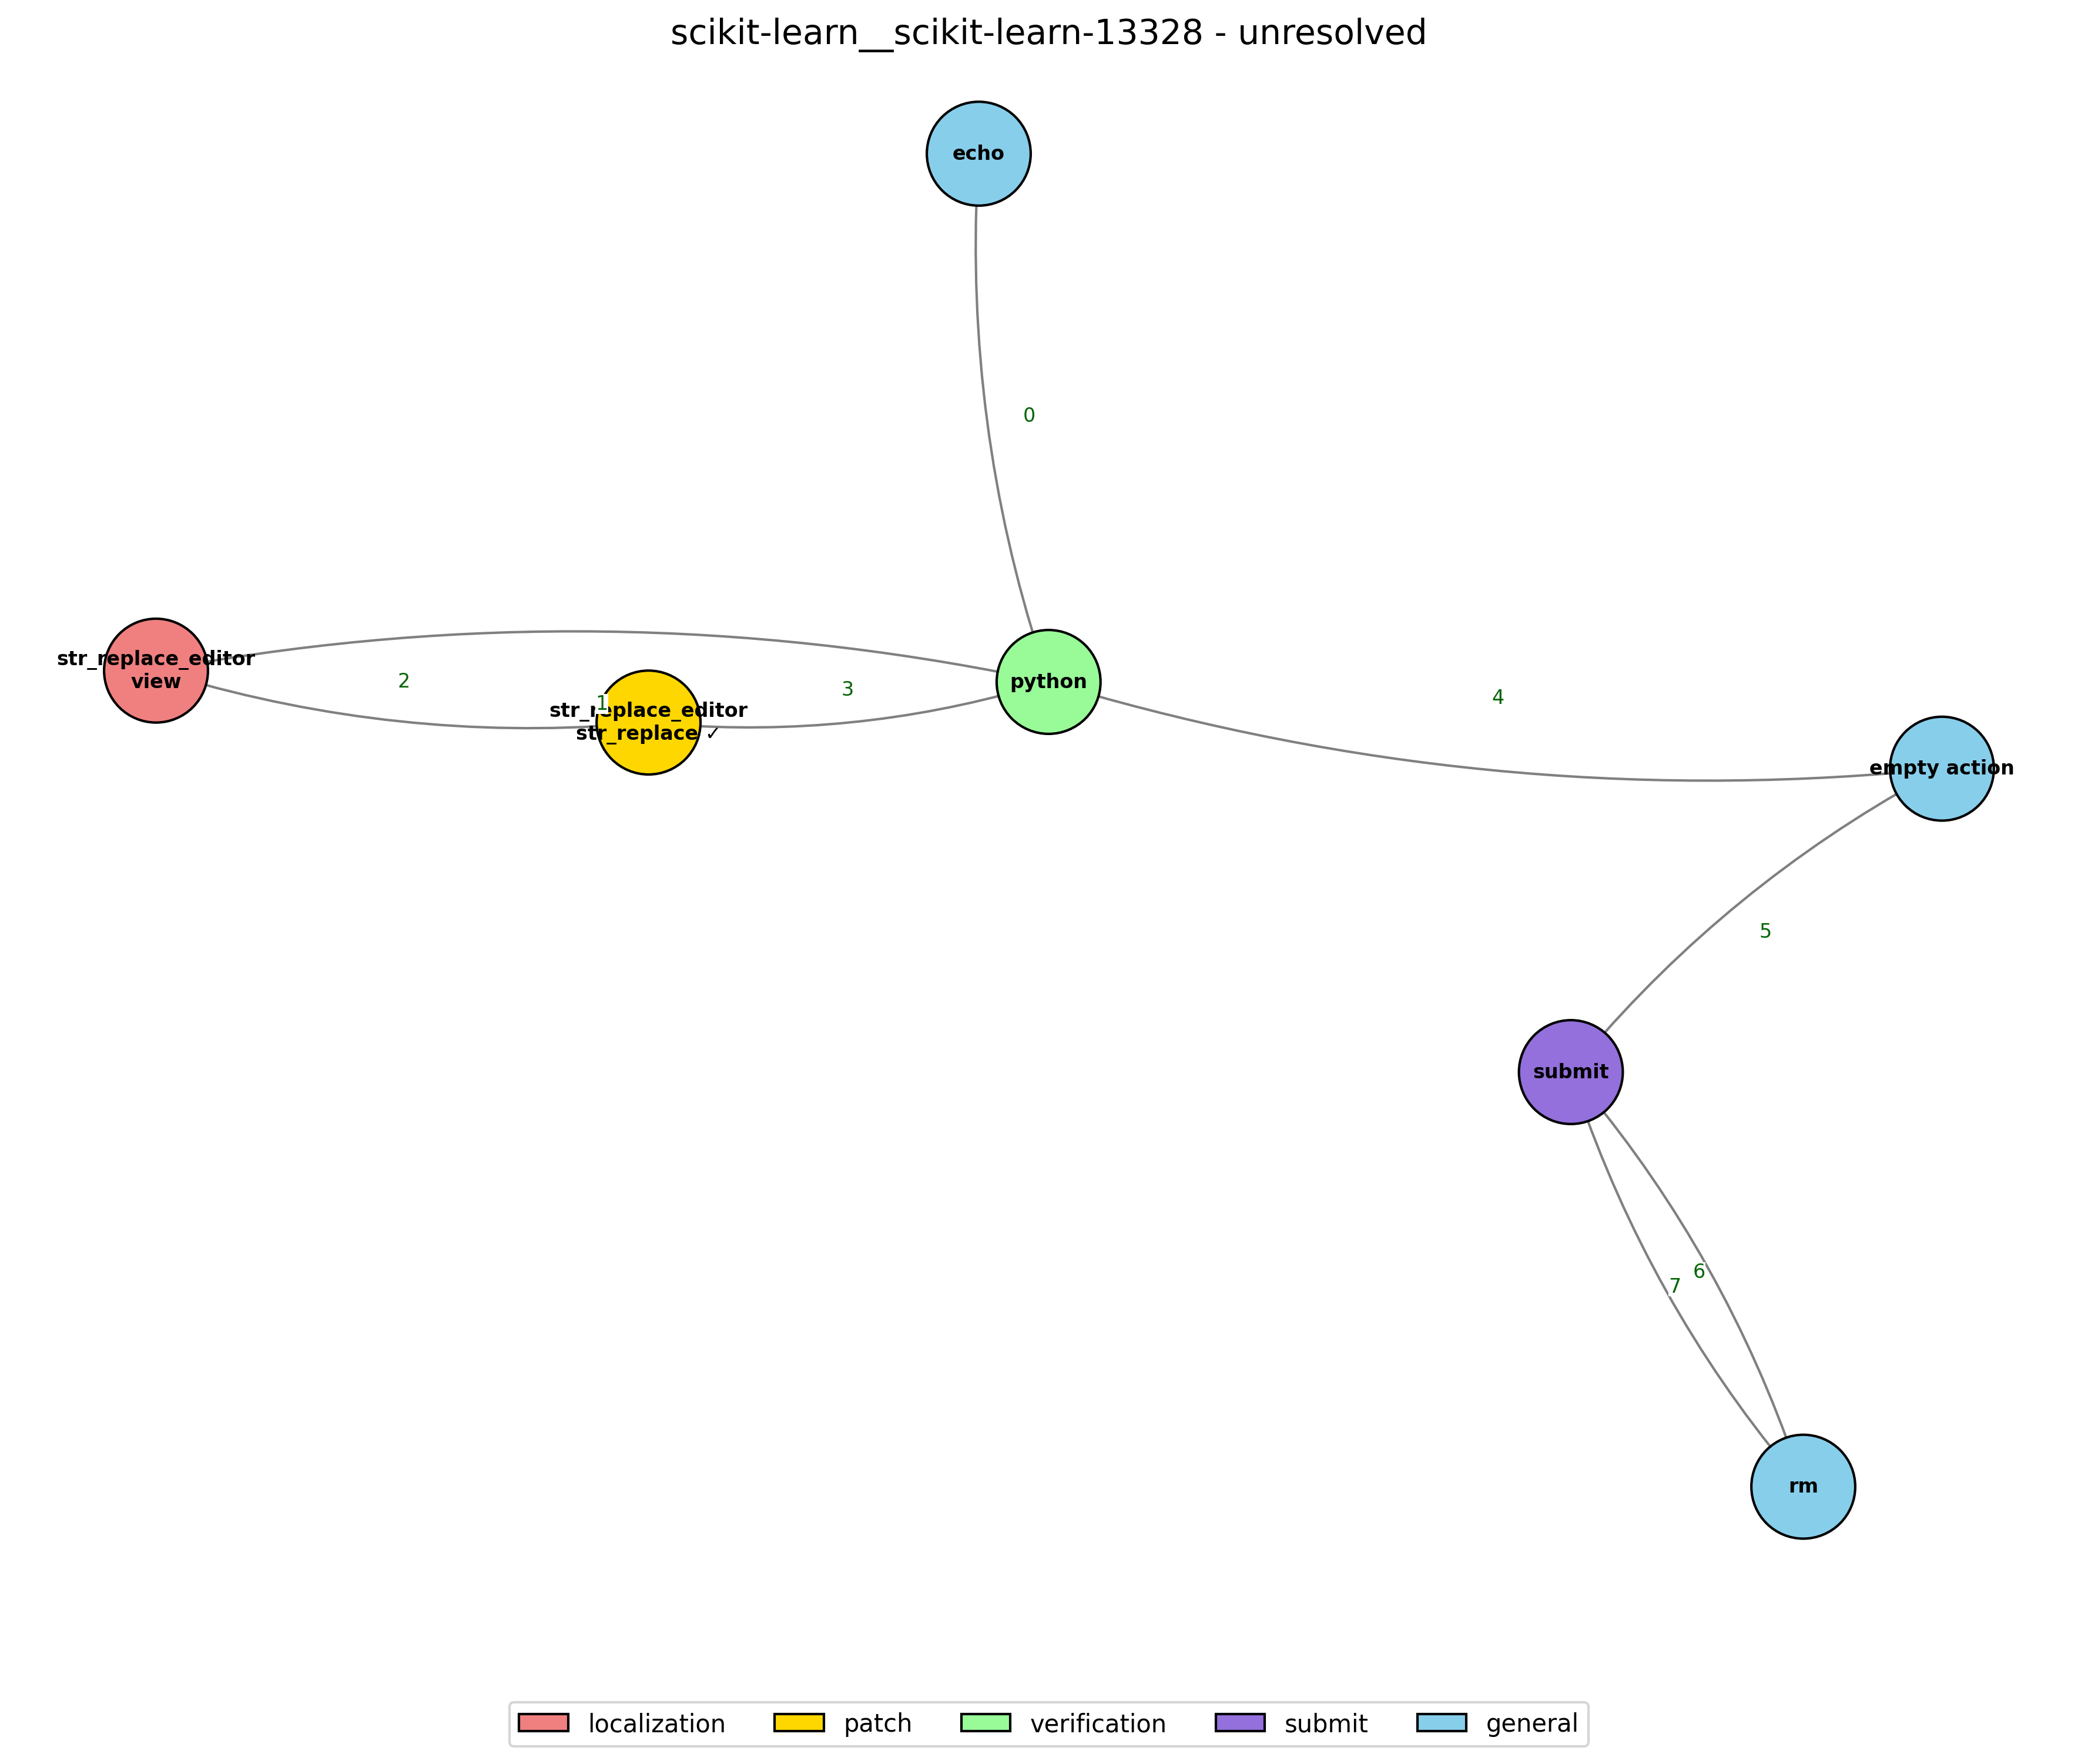 scikit-learn__scikit-learn-13328 - unresolved
echo
0
str_replace_editor
view
2
1
str_replace_editor
str_replace ✓
3
python
4
empty action
5
submit
6
7
rm
localization
patch
verification
submit
general